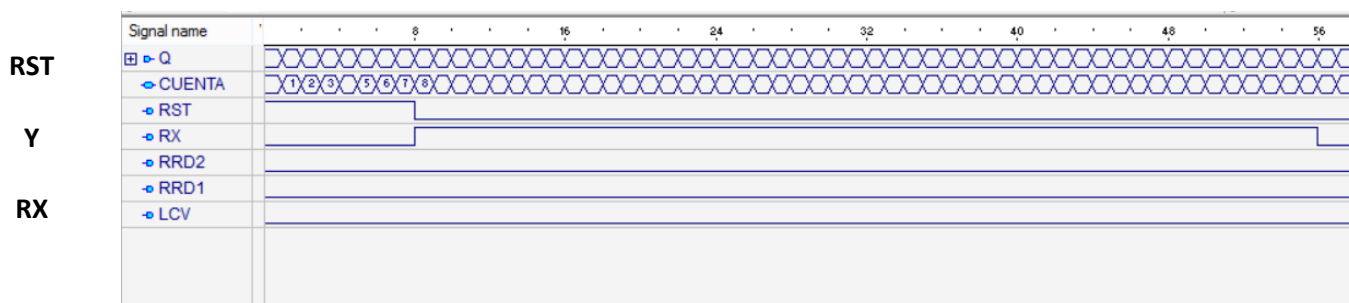 Signal name ' 8 16 24 32 40 48 56
RST
Q
CUENTA 1 2 3 5 6 7 8
RST
Y
RX
RRD2
RRD1
RX
LCV